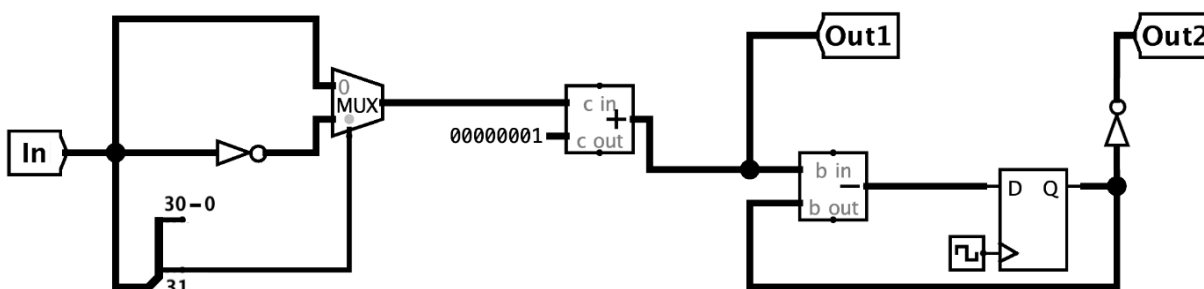 Out1
Out2
0
MUX
c in
+
c out
00000001
In
b in
−
b out
D Q
30-0
31